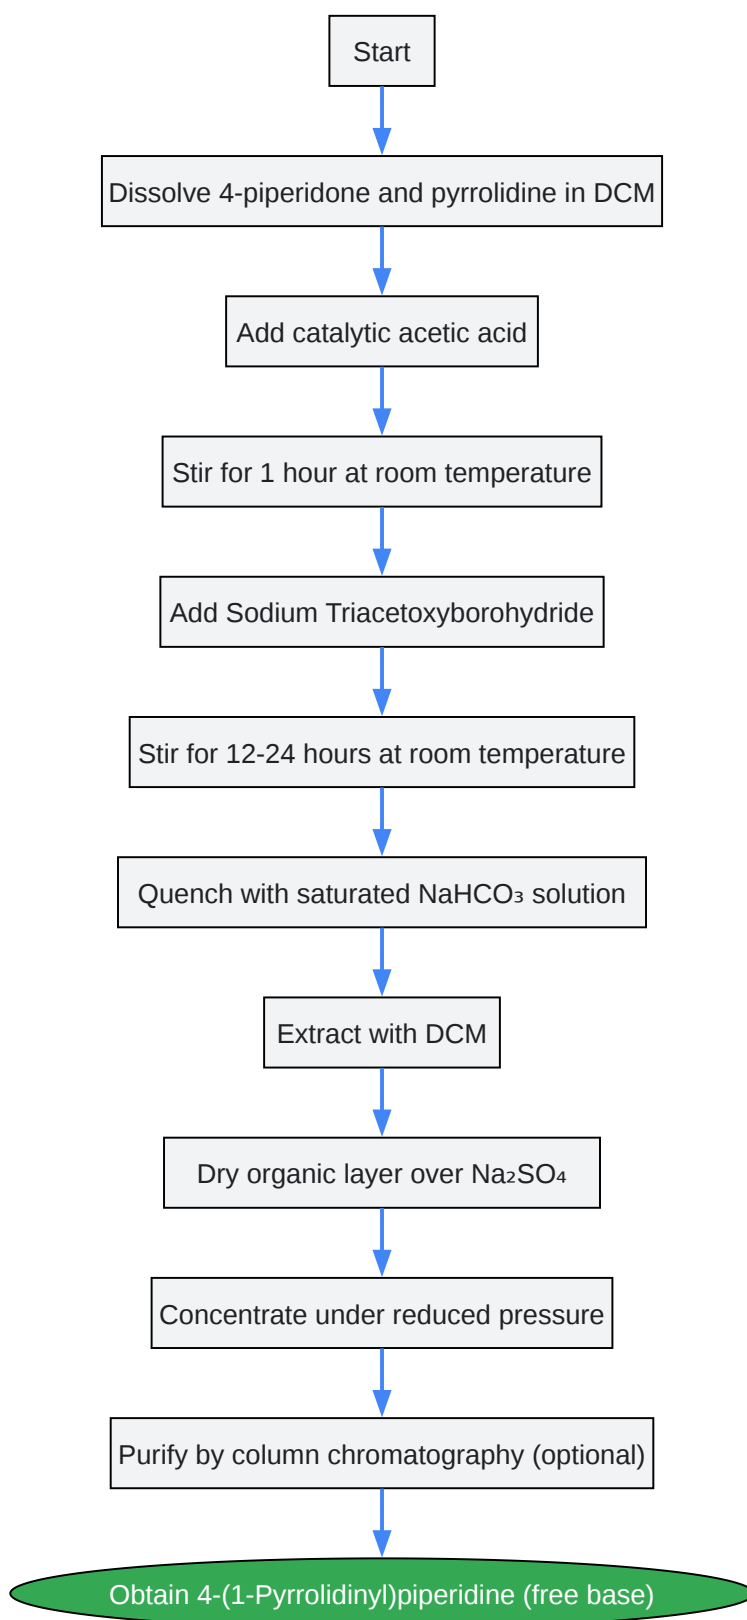 Start
Dissolve 4-piperidone and pyrrolidine in DCM
Add catalytic acetic acid
Stir for 1 hour at room temperature
Add Sodium Triacetoxyborohydride
Stir for 12-24 hours at room temperature
Quench with saturated NaHCO₃ solution
Extract with DCM
Dry organic layer over Na₂SO₄
Concentrate under reduced pressure
Purify by column chromatography (optional)
Obtain 4-(1-Pyrrolidinyl)piperidine (free base)